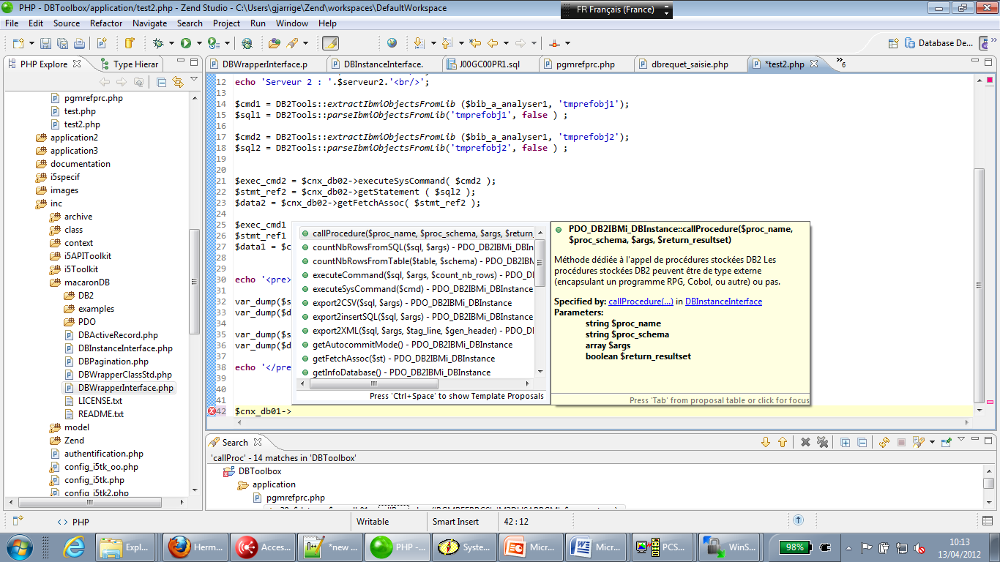 PHP - DBToolbox/application/test2.php - Zend Studio - C:\Users\gjarrige\Zend\workspaces\DefaultWorkspace
FR Français (France)
File Edit Source Refactor Navigate Search Project Run Window Help
Database De...
PHP Explore
Type Hierar
pgmrefprc.php
test.php
test2.php
application2
application3
documentation
i5specif
images
inc
archive
class
context
i5APIToolkit
i5Toolkit
macaronDB
DB2
examples
PDO
DBActiveRecord.php
DBInstanceInterface.php
DBPagination.php
DBWrapperClassStd.php
DBWrapperInterface.php
LICENSE.txt
README.txt
model
Zend
authentification.php
config_i5tk_oo.php
config_i5tk.php
config_i5tk2.php
DBWrapperInterface.p
DBInstanceInterface.
J00GC00PR1.sql
pgmrefprc.php
dbrequet_saisie.php
*test2.php
»6
12 echo 'Serveur 2 : '.$serveur2.'<br/>';
13
14 $cmd1 = DB2Tools::extractIbmiObjectsFromLib ($bib_a_analyser1, 'tmprefobj1');
15 $sql1 = DB2Tools::parseIbmiObjectsFromLib('tmprefobj1', false ) ;
16
17 $cmd2 = DB2Tools::extractIbmiObjectsFromLib ($bib_a_analyser1, 'tmprefobj2');
18 $sql2 = DB2Tools::parseIbmiObjectsFromLib('tmprefobj2', false ) ;
19
20
21 $exec_cmd2 = $cnx_db02->executeSysCommand( $cmd2 );
22 $stmt_ref2 = $cnx_db02->getStatement ( $sql2 );
23 $data2 = $cnx_db02->getFetchAssoc( $stmt_ref2 );
24
25 $exec_cmd1
26 $stmt_ref1
27 $data1 = $c
28
29
30 echo '<pre>
31
32 var_dump($s
33 var_dump($d
34
35 var_dump($s
36 var_dump($d
37
38 echo '</pre
39
40
41
42 $cnx_db01->
callProcedure($proc_name, $proc_schema, $args, $return_
countNbRowsFromSQL($sql, $args) - PDO_DB2IBMi_DBIn
countNbRowsFromTable($table, $schema) - PDO_DB2IBM
executeCommand($sql, $args, $count_nb_rows) - PDO_D
executeSysCommand($cmd) - PDO_DB2IBMi_DBInstance
export2CSV($sql, $args) - PDO_DB2IBMi_DBInstance
export2insertSQL($sql, $args) - PDO_DB2IBMi_DBInstance
export2XML($sql, $args, $tag_line, $gen_header) - PDO_D
getAutocommitMode() - PDO_DB2IBMi_DBInstance
getFetchAssoc($st) - PDO_DB2IBMi_DBInstance
getInfoDatabase() - PDO_DB2IBMi_DBInstance
Press 'Ctrl+Space' to show Template Proposals
PDO_DB2IBMi_DBInstance::callProcedure($proc_name,
$proc_schema, $args, $return_resultset)
Méthode dédiée à l'appel de procédures stockées DB2 Les
procédures stockées DB2 peuvent être de type externe
(encapsulant un programme RPG, Cobol, ou autre) ou pas.
Specified by: callProcedure(...) in DBInstanceInterface
Parameters:
string $proc_name
string $proc_schema
array $args
boolean $return_resultset
Press 'Tab' from proposal table or click for focus
Search
'callProc' - 14 matches in 'DBToolbox'
DBToolbox
application
pgmrefprc.php
PHP
Writable
Smart Insert
42 : 12
Expl...
Herm...
Acces...
*new ...
PHP -...
Syste...
Micr...
Micr...
PCS...
WinS...
98%
10:13
13/04/2012